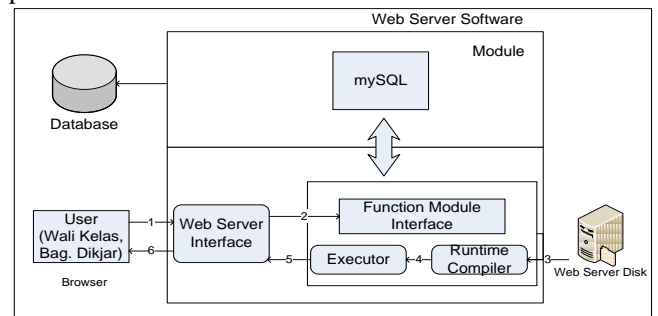 Web Server Software
Module
mySQL
Database
User
(Wali Kelas,
Bag. Dikjar)
Browser
1
6
Web Server
Interface
2
5
Function Module
Interface
Executor
4
Runtime
Compiler
3
Web Server Disk